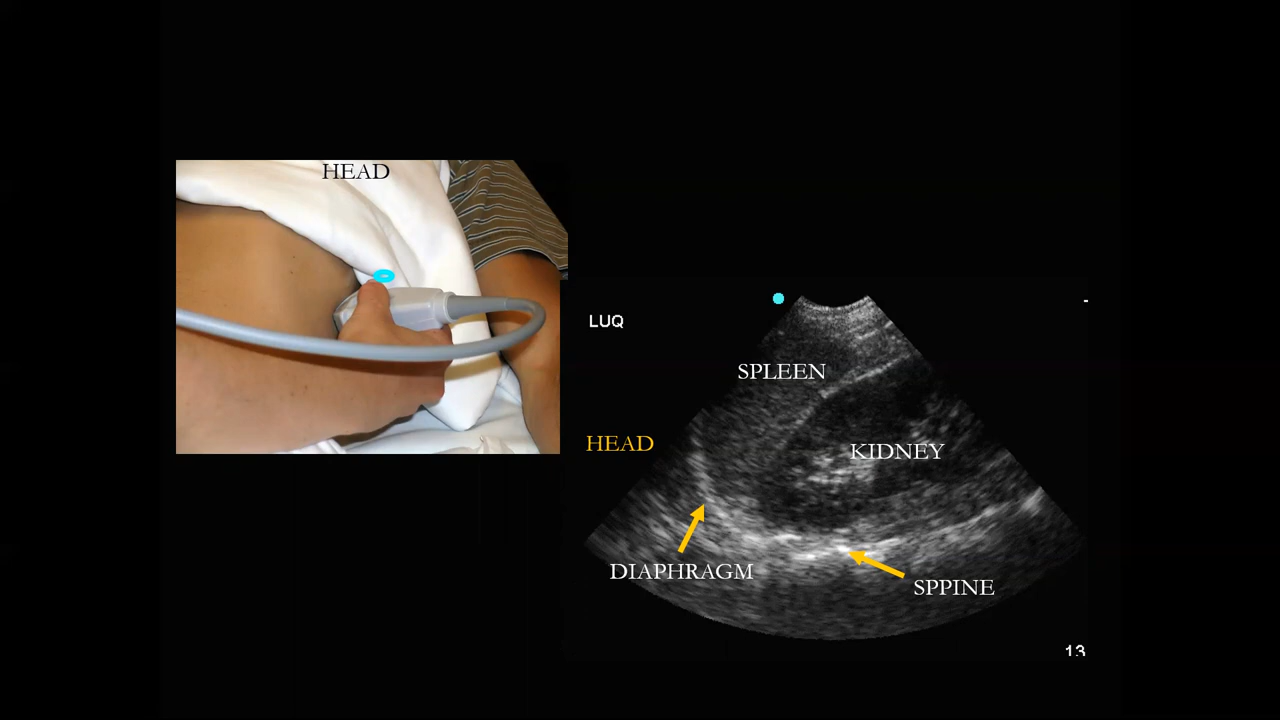 HEAD
LUQ
SPLEEN
HEAD
KIDNEY
DIAPHRAGM
SPPINE
13